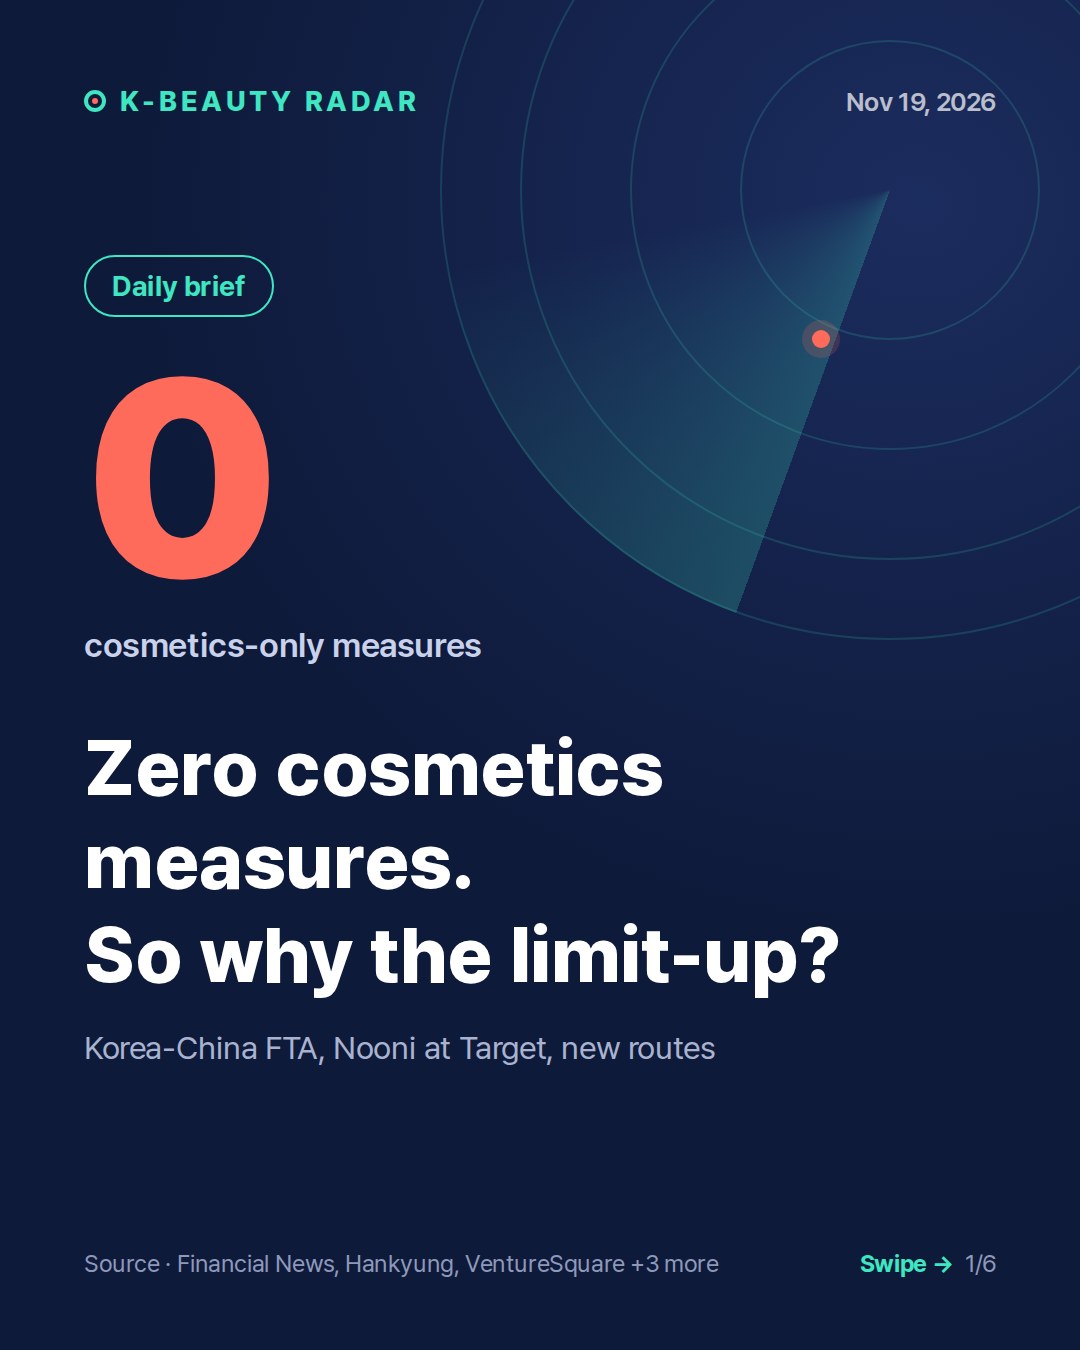 K-BEAUTY RADAR
Nov 19, 2026
Daily brief
0
cosmetics-only measures
Zero cosmetics
measures.
So why the limit-up?
Korea-China FTA, Nooni at Target, new routes
Source · Financial News, Hankyung, VentureSquare +3 more
Swipe → 1/6